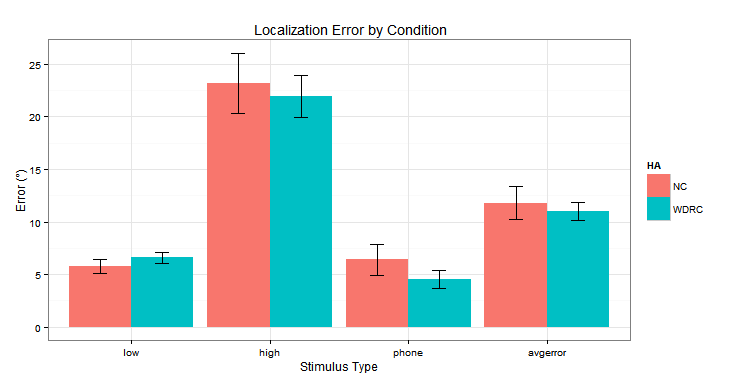 Localization Error by Condition
Error (°)
25
20
15
10
5
0
low high phone avgerror
Stimulus Type
HA
NC
WDRC